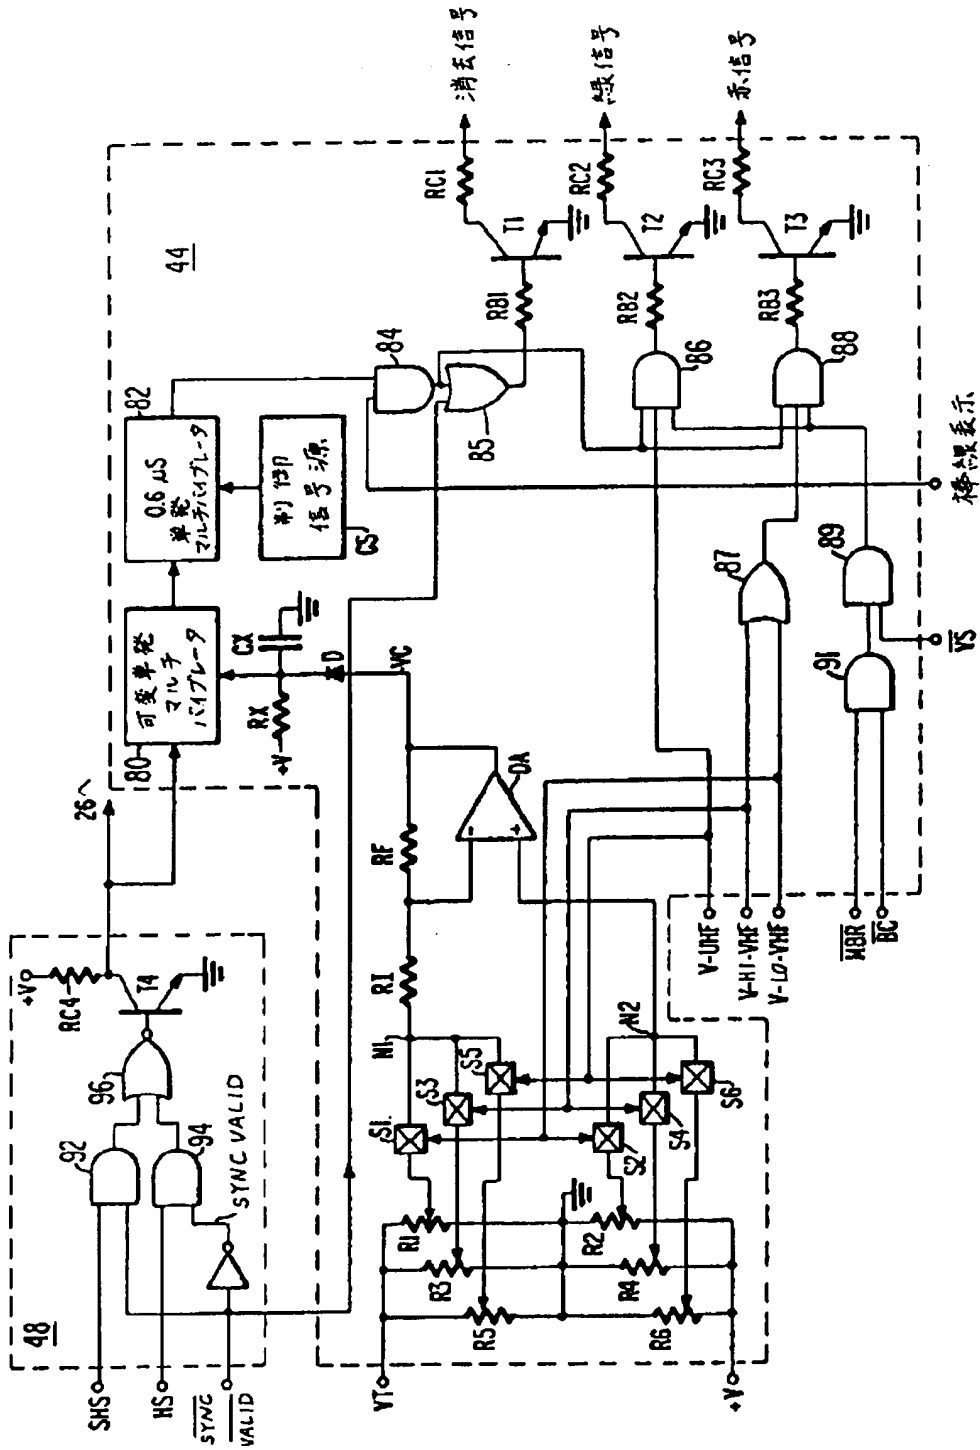 消去信号
緑信号
赤信号
RC1
RC2
RC3
T1
T2
T3
44
RB1
RB2
RB3
84
85
86
88
82
0.6 µS
単発
マルチバイブレータ
制御
信号源
CS
棒線表示
80
可変単発
マルチ
バイブレータ
CX
RX
+V
D
VC
87
89
91
VS
26
RF
OA
+V
RC4
T4
96
RI
V-UHF
V-HI-VHF
V-LO-VHF
MBR
BC
92
94
SYNC VALID
N1
S1
S3
S5
N2
S2
S4
S6
48
R1
R3
R5
R2
R4
R6
SHS
HS
SYNC
VALID
VT
+V